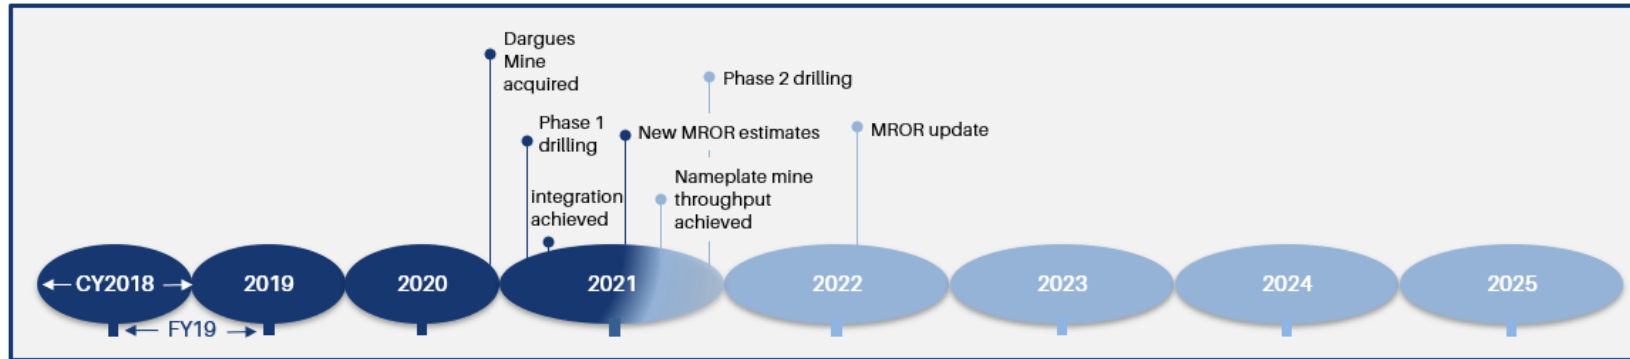 Dargues
Mine
acquired
Phase 1
drilling
integration
achieved
New MROR estimates
Phase 2 drilling
Nameplate mine
throughput
achieved
MROR update
CY2018
2019
2020
2021
2022
2023
2024
2025
FY19